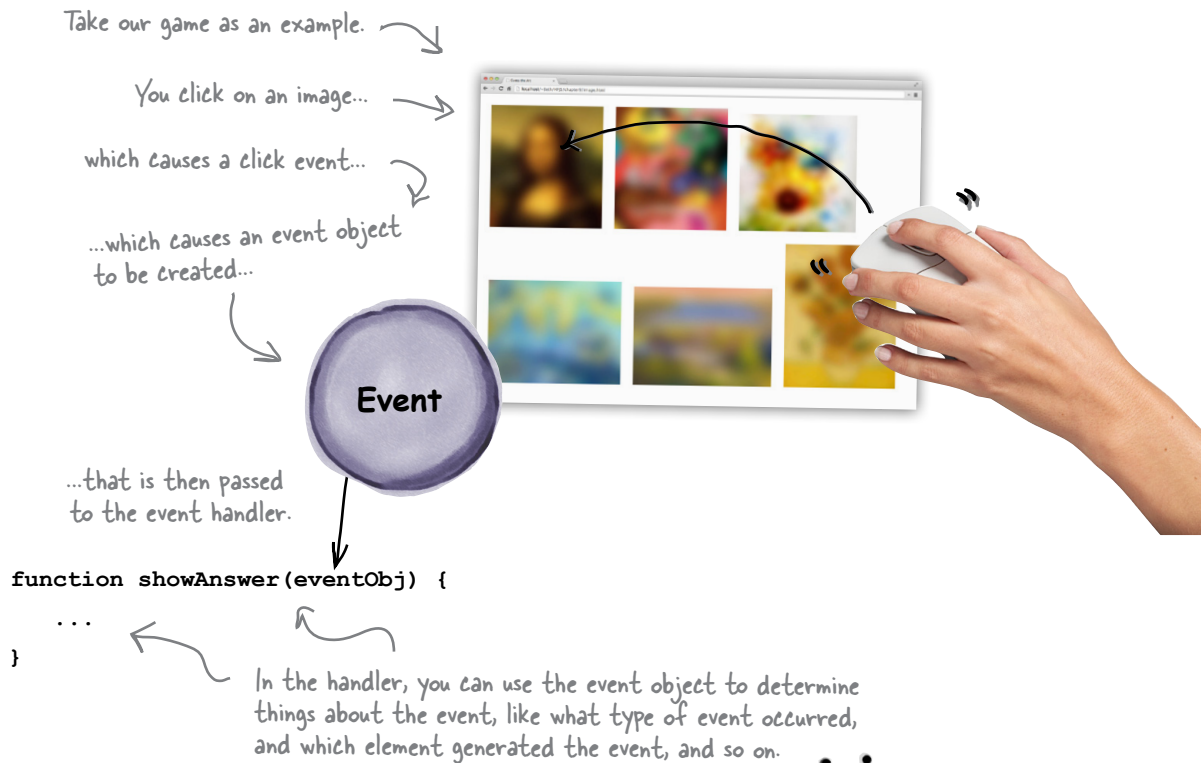 Take our game as an example.
You click on an image...
which causes a click event...
...which causes an event object
to be created...
Event
...that is then passed
to the event handler.
function showAnswer(eventObj) {
...
}
In the handler, you can use the event object to determine
things about the event, like what type of event occurred,
and which element generated the event, and so on.